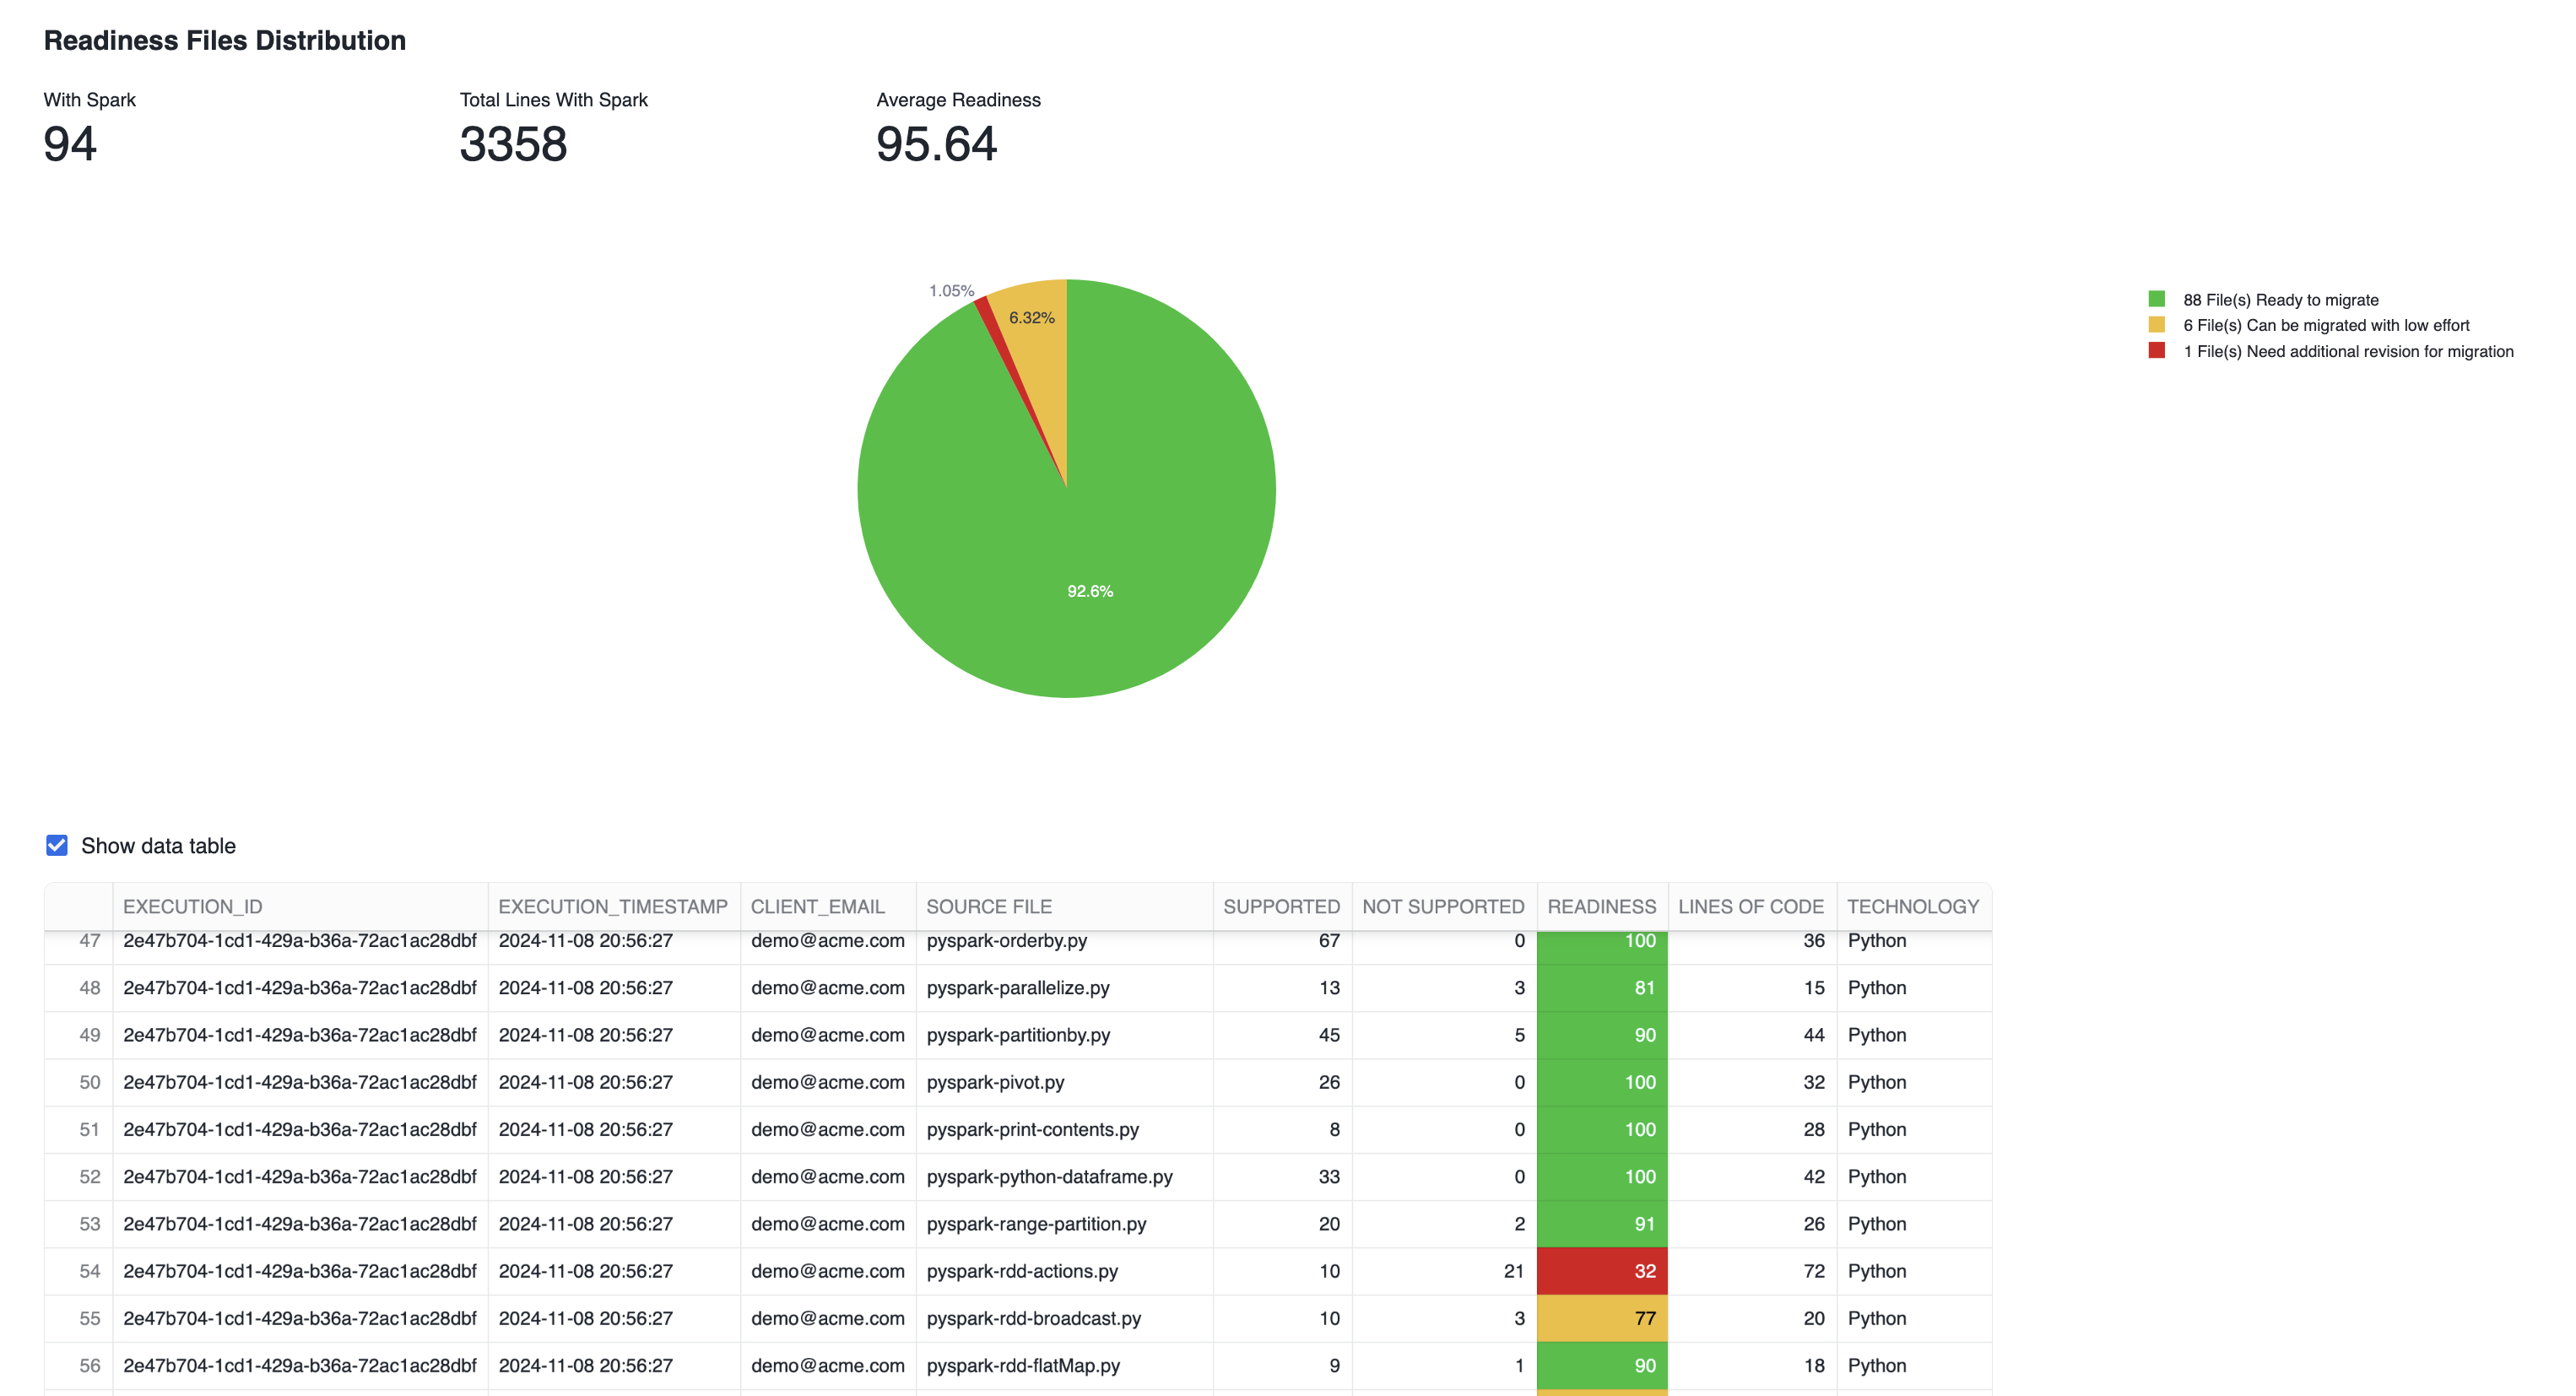 Readiness Files Distribution
With Spark Total Lines With Spark Average Readiness
94 3358 95.64
1.05%
6.32%
92.6%
88 File(s) Ready to migrate
6 File(s) Can be migrated with low effort
1 File(s) Need additional revision for migration
Show data table
EXECUTION_ID EXECUTION_TIMESTAMP CLIENT_EMAIL SOURCE FILE SUPPORTED NOT SUPPORTED READINESS LINES OF CODE TECHNOLOGY
47 2e47b704-1cd1-429a-b36a-72ac1ac28dbf 2024-11-08 20:56:27 demo@acme.com pyspark-orderby.py 67 0 100 36 Python
48 2e47b704-1cd1-429a-b36a-72ac1ac28dbf 2024-11-08 20:56:27 demo@acme.com pyspark-parallelize.py 13 3 81 15 Python
49 2e47b704-1cd1-429a-b36a-72ac1ac28dbf 2024-11-08 20:56:27 demo@acme.com pyspark-partitionby.py 45 5 90 44 Python
50 2e47b704-1cd1-429a-b36a-72ac1ac28dbf 2024-11-08 20:56:27 demo@acme.com pyspark-pivot.py 26 0 100 32 Python
51 2e47b704-1cd1-429a-b36a-72ac1ac28dbf 2024-11-08 20:56:27 demo@acme.com pyspark-print-contents.py 8 0 100 28 Python
52 2e47b704-1cd1-429a-b36a-72ac1ac28dbf 2024-11-08 20:56:27 demo@acme.com pyspark-python-dataframe.py 33 0 100 42 Python
53 2e47b704-1cd1-429a-b36a-72ac1ac28dbf 2024-11-08 20:56:27 demo@acme.com pyspark-range-partition.py 20 2 91 26 Python
54 2e47b704-1cd1-429a-b36a-72ac1ac28dbf 2024-11-08 20:56:27 demo@acme.com pyspark-rdd-actions.py 10 21 32 72 Python
55 2e47b704-1cd1-429a-b36a-72ac1ac28dbf 2024-11-08 20:56:27 demo@acme.com pyspark-rdd-broadcast.py 10 3 77 20 Python
56 2e47b704-1cd1-429a-b36a-72ac1ac28dbf 2024-11-08 20:56:27 demo@acme.com pyspark-rdd-flatMap.py 9 1 90 18 Python